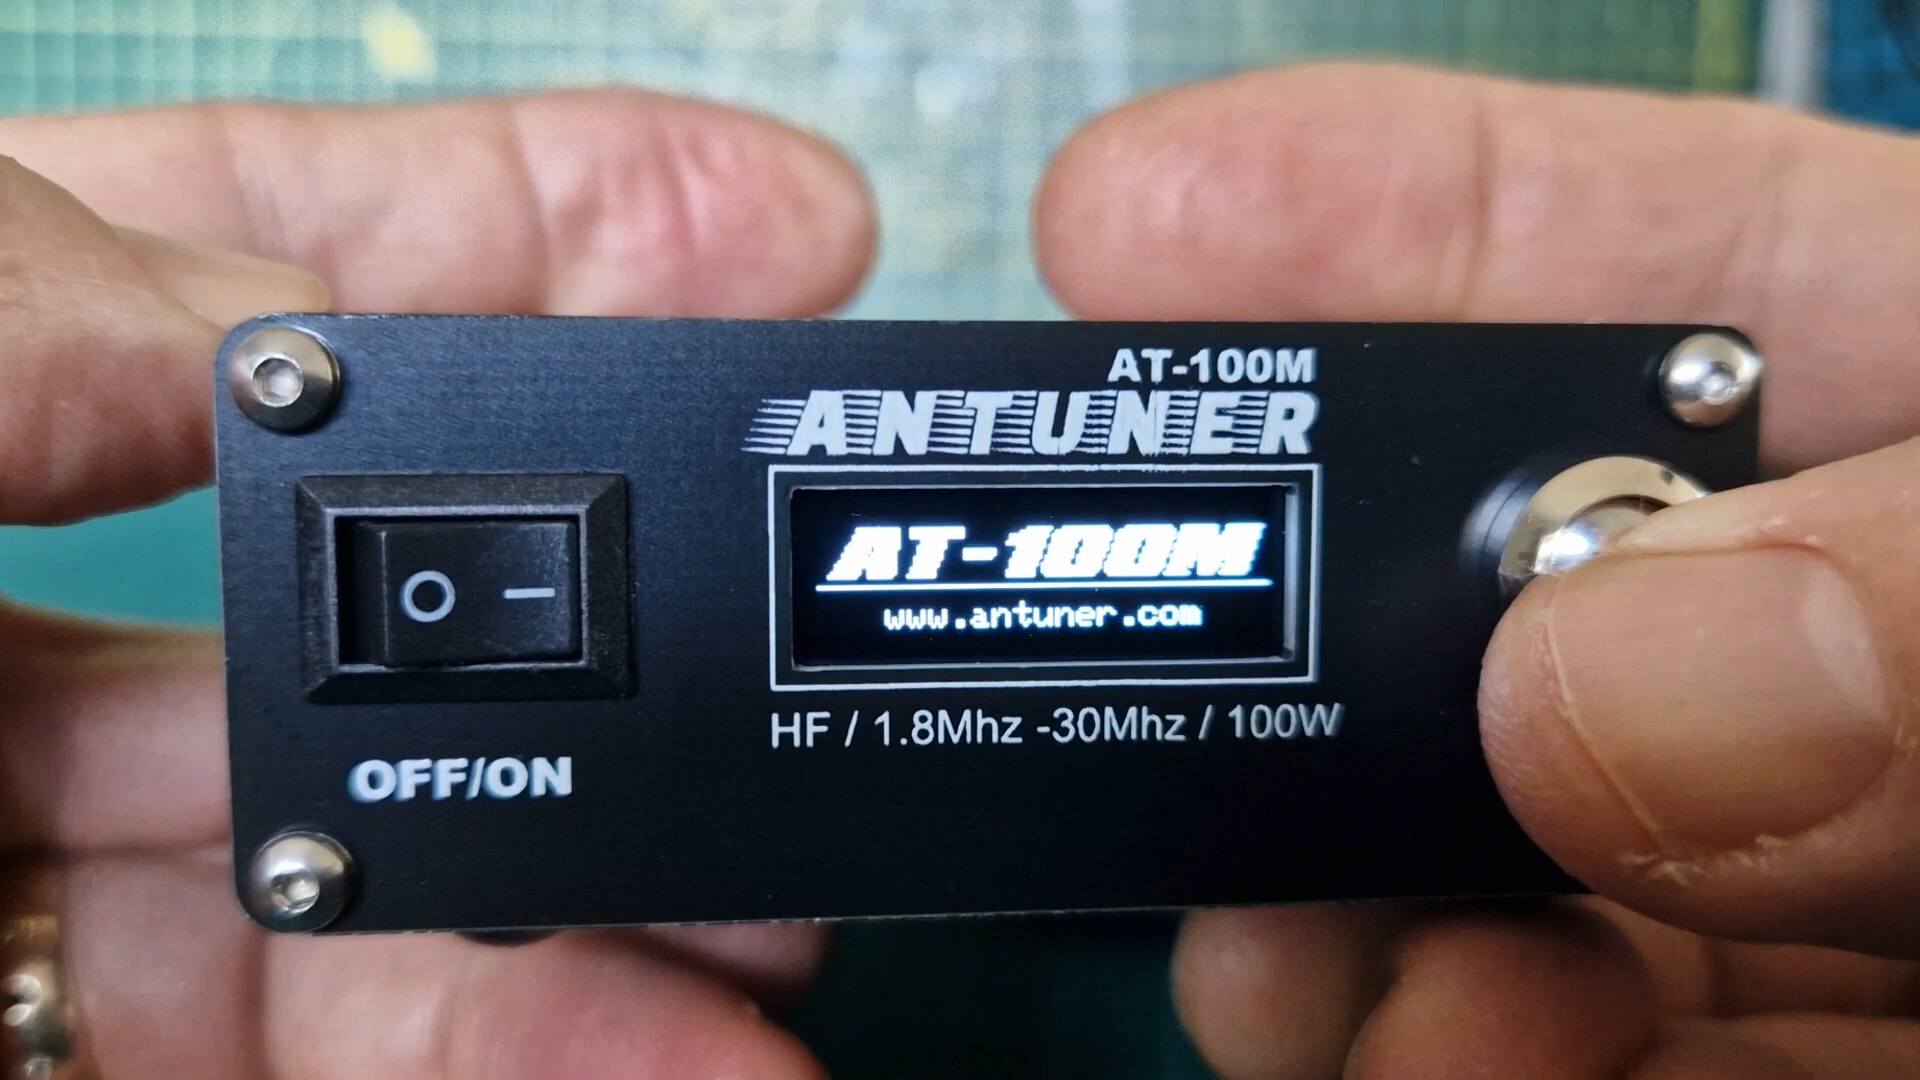 AT-100M
ANTUNER
AT-100M
www.antuner.com
HF / 1.8Mhz -30Mhz / 100W
O —
OFF/ON